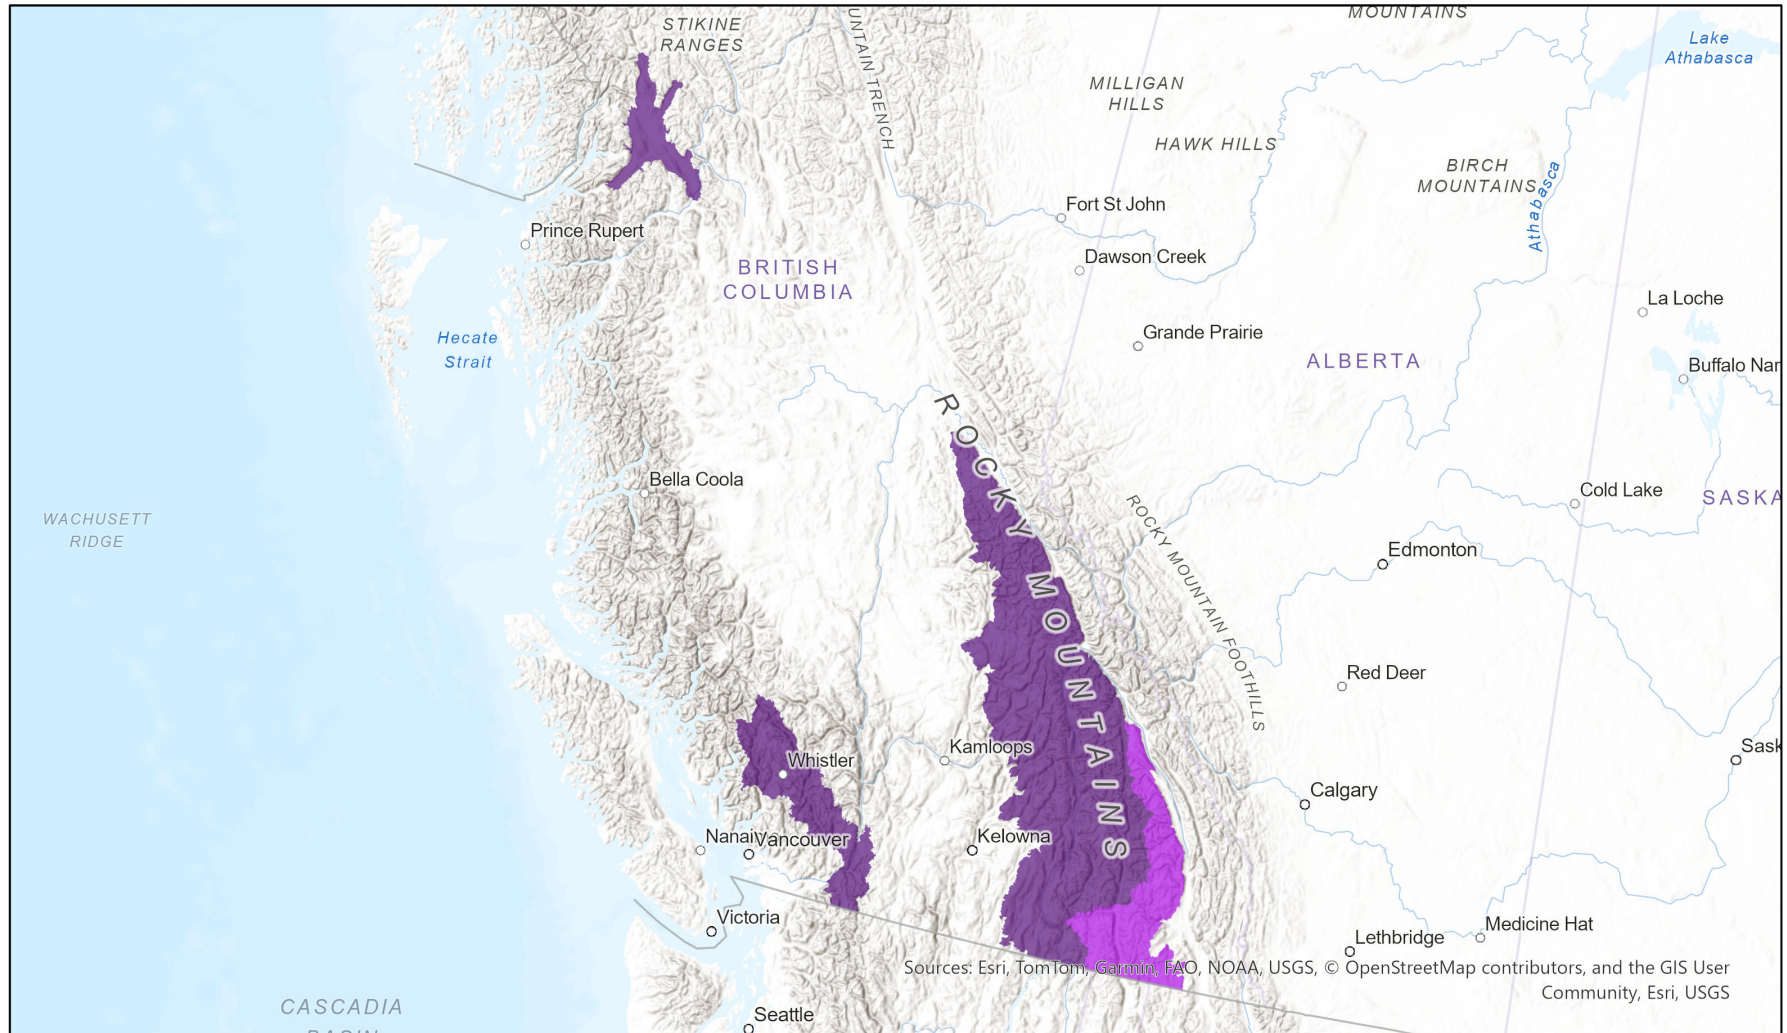 MOUNTAINS
STIKINE
RANGES
UNTAIN TRENCH
Lake
Athabasca
MILLIGAN
HILLS
HAWK HILLS
BIRCH
MOUNTAINS
Athabasca
Fort St John
Prince Rupert
Dawson Creek
BRITISH
COLUMBIA
La Loche
Hecate
Strait
Grande Prairie
ALBERTA
Buffalo Nar
ROCKY MOUNTAINS
Bella Coola
Cold Lake
SASKA
WACHUSETT
RIDGE
ROCKY MOUNTAIN FOOTHILLS
Edmonton
Red Deer
Kamloops
Whistler
Sask
Calgary
Vancouver
Kelowna
Victoria
Medicine Hat
Lethbridge
Sources: Esri, TomTom, Garmin, FAO, NOAA, USGS, © OpenStreetMap contributors, and the GIS User
Community, Esri, USGS
CASCADIA
BASIN
Seattle